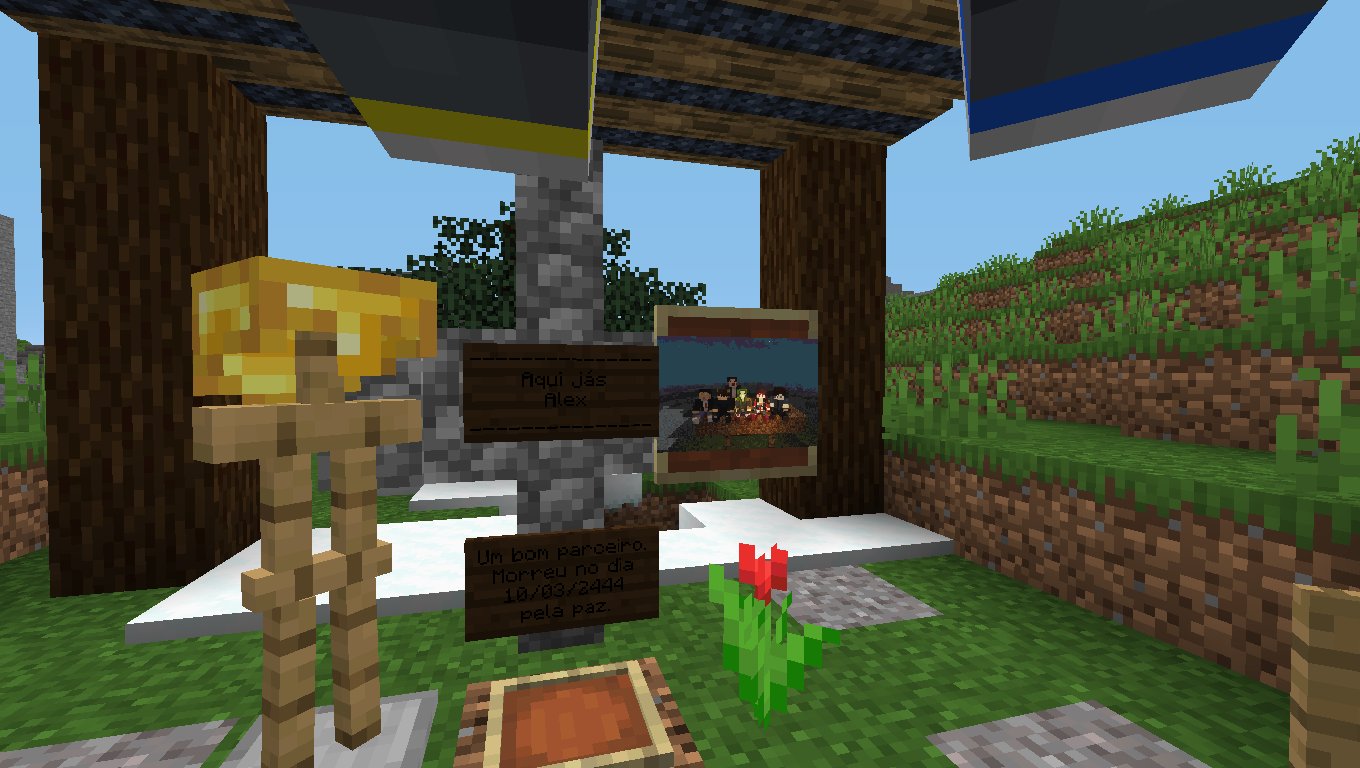 --------------------
Aqui jás
Alex
--------------------
Um bom parceiro.
Morreu no dia
10/03/2444
pela paz.